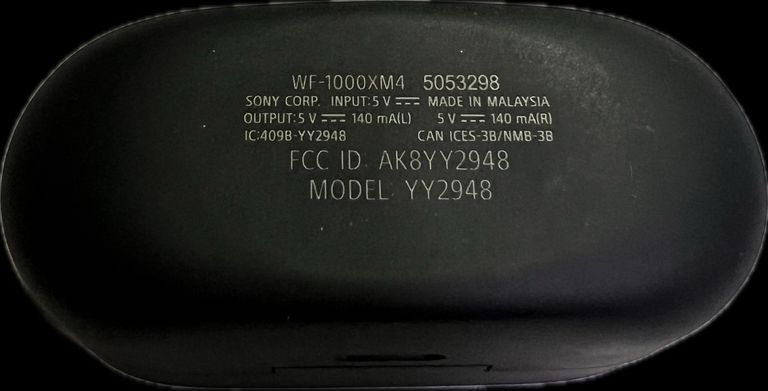 WF-1000XM4 5053298
SONY CORP. INPUT:5 V ⎓ MADE IN MALAYSIA
OUTPUT:5 V ⎓ 140 mA(L) 5 V ⎓ 140 mA(R)
IC:409B-YY2948 CAN ICES-3B/NMB-3B
FCC ID: AK8YY2948
MODEL: YY2948